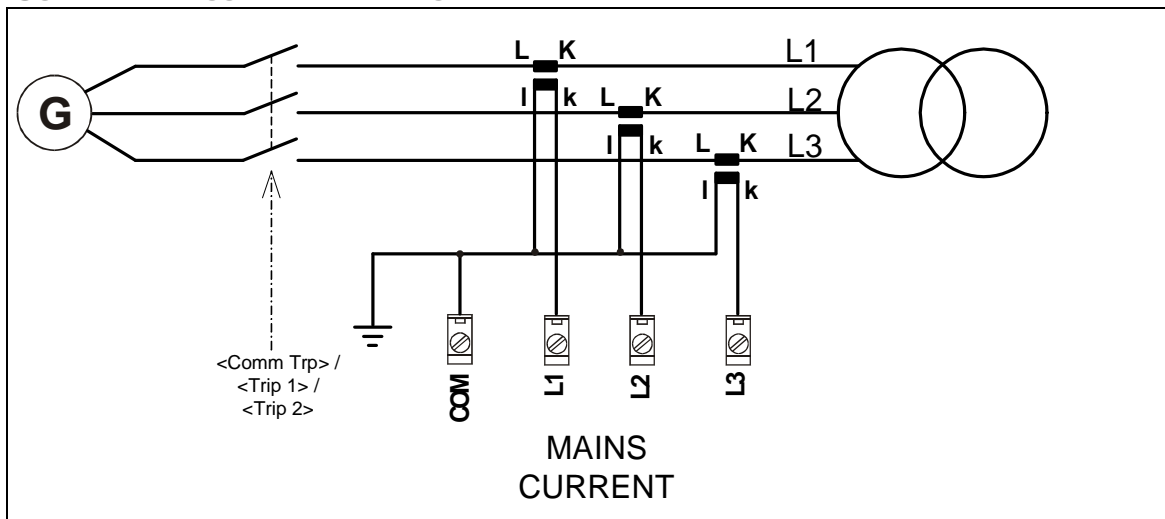 L K L1
G
l k L K L2
l k L K L3
l k
<Comm Trp> /
<Trip 1> /
<Trip 2>
COM L1 L2 L3
MAINS
CURRENT